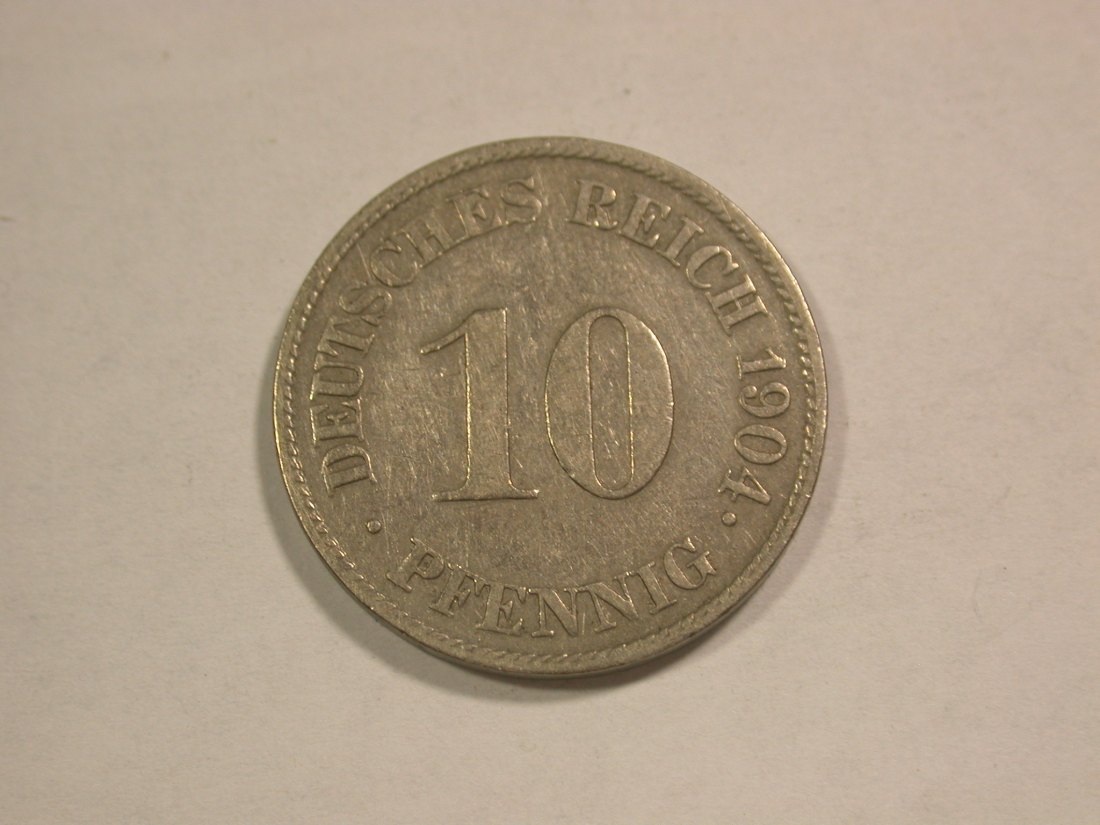 DEUTSCHES REICH 1904
10
PFENNIG